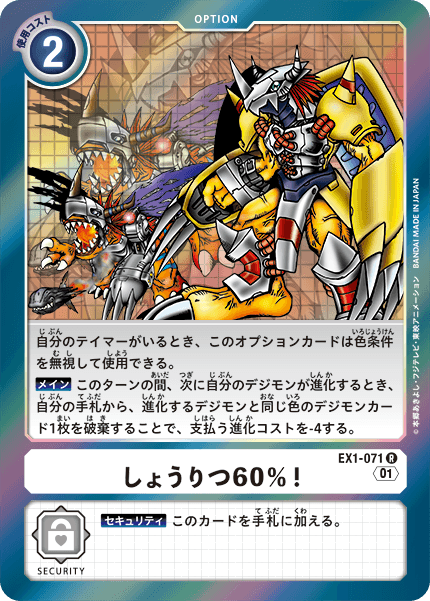 OPTION
使用コスト
2
自分のテイマーがいるとき、このオプションカードは色条件
を無視して使用できる。
メイン このターンの間、次に自分のデジモンが進化するとき、
自分の手札から、進化するデジモンと同じ色のデジモンカー
ド1枚を破棄することで、支払う進化コストを-4する。
©本郷あきよし・フジテレビ・東映アニメーション BANDAI MADE IN JAPAN
EX1-071 R
01
しょうりつ60%!
セキュリティ このカードを手札に加える。
SECURITY